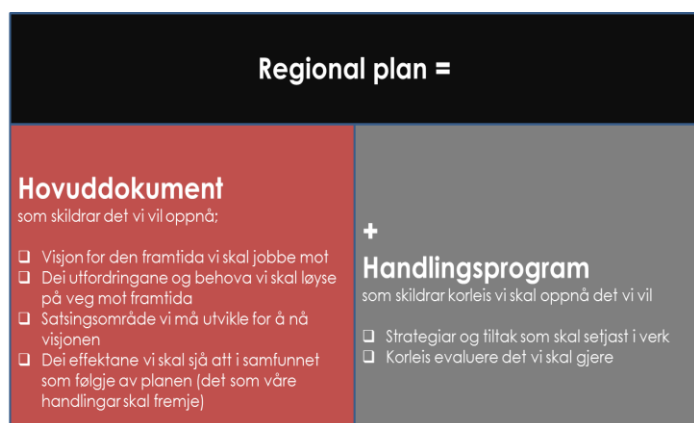 Regional plan =
Hovuddokument
som skildrar det vi vil oppnå;
❑ Visjon for den framtida vi skal jobbe mot
❑ Dei utfordringane og behova vi skal løyse
på veg mot framtida
❑ Satsingsområde vi må utvikle for å nå
visjonen
❑ Dei effektane vi skal sjå att i samfunnet
som følgje av planen (det som våre
handlingar skal fremje)
+
Handlingsprogram
som skildrar korleis vi skal oppnå det vi vil
❑ Strategiar og tiltak som skal setjast i verk
❑ Korleis evaluere det vi skal gjere